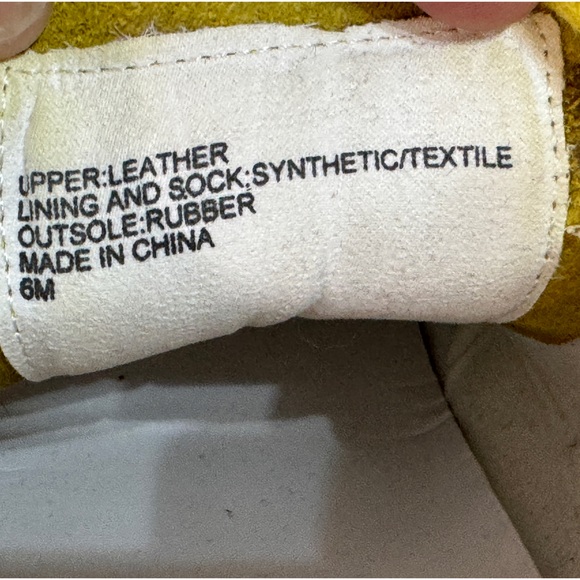 UPPER:LEATHER
LINING AND SOCK:SYNTHETIC/TEXTILE
OUTSOLE:RUBBER
MADE IN CHINA
6M